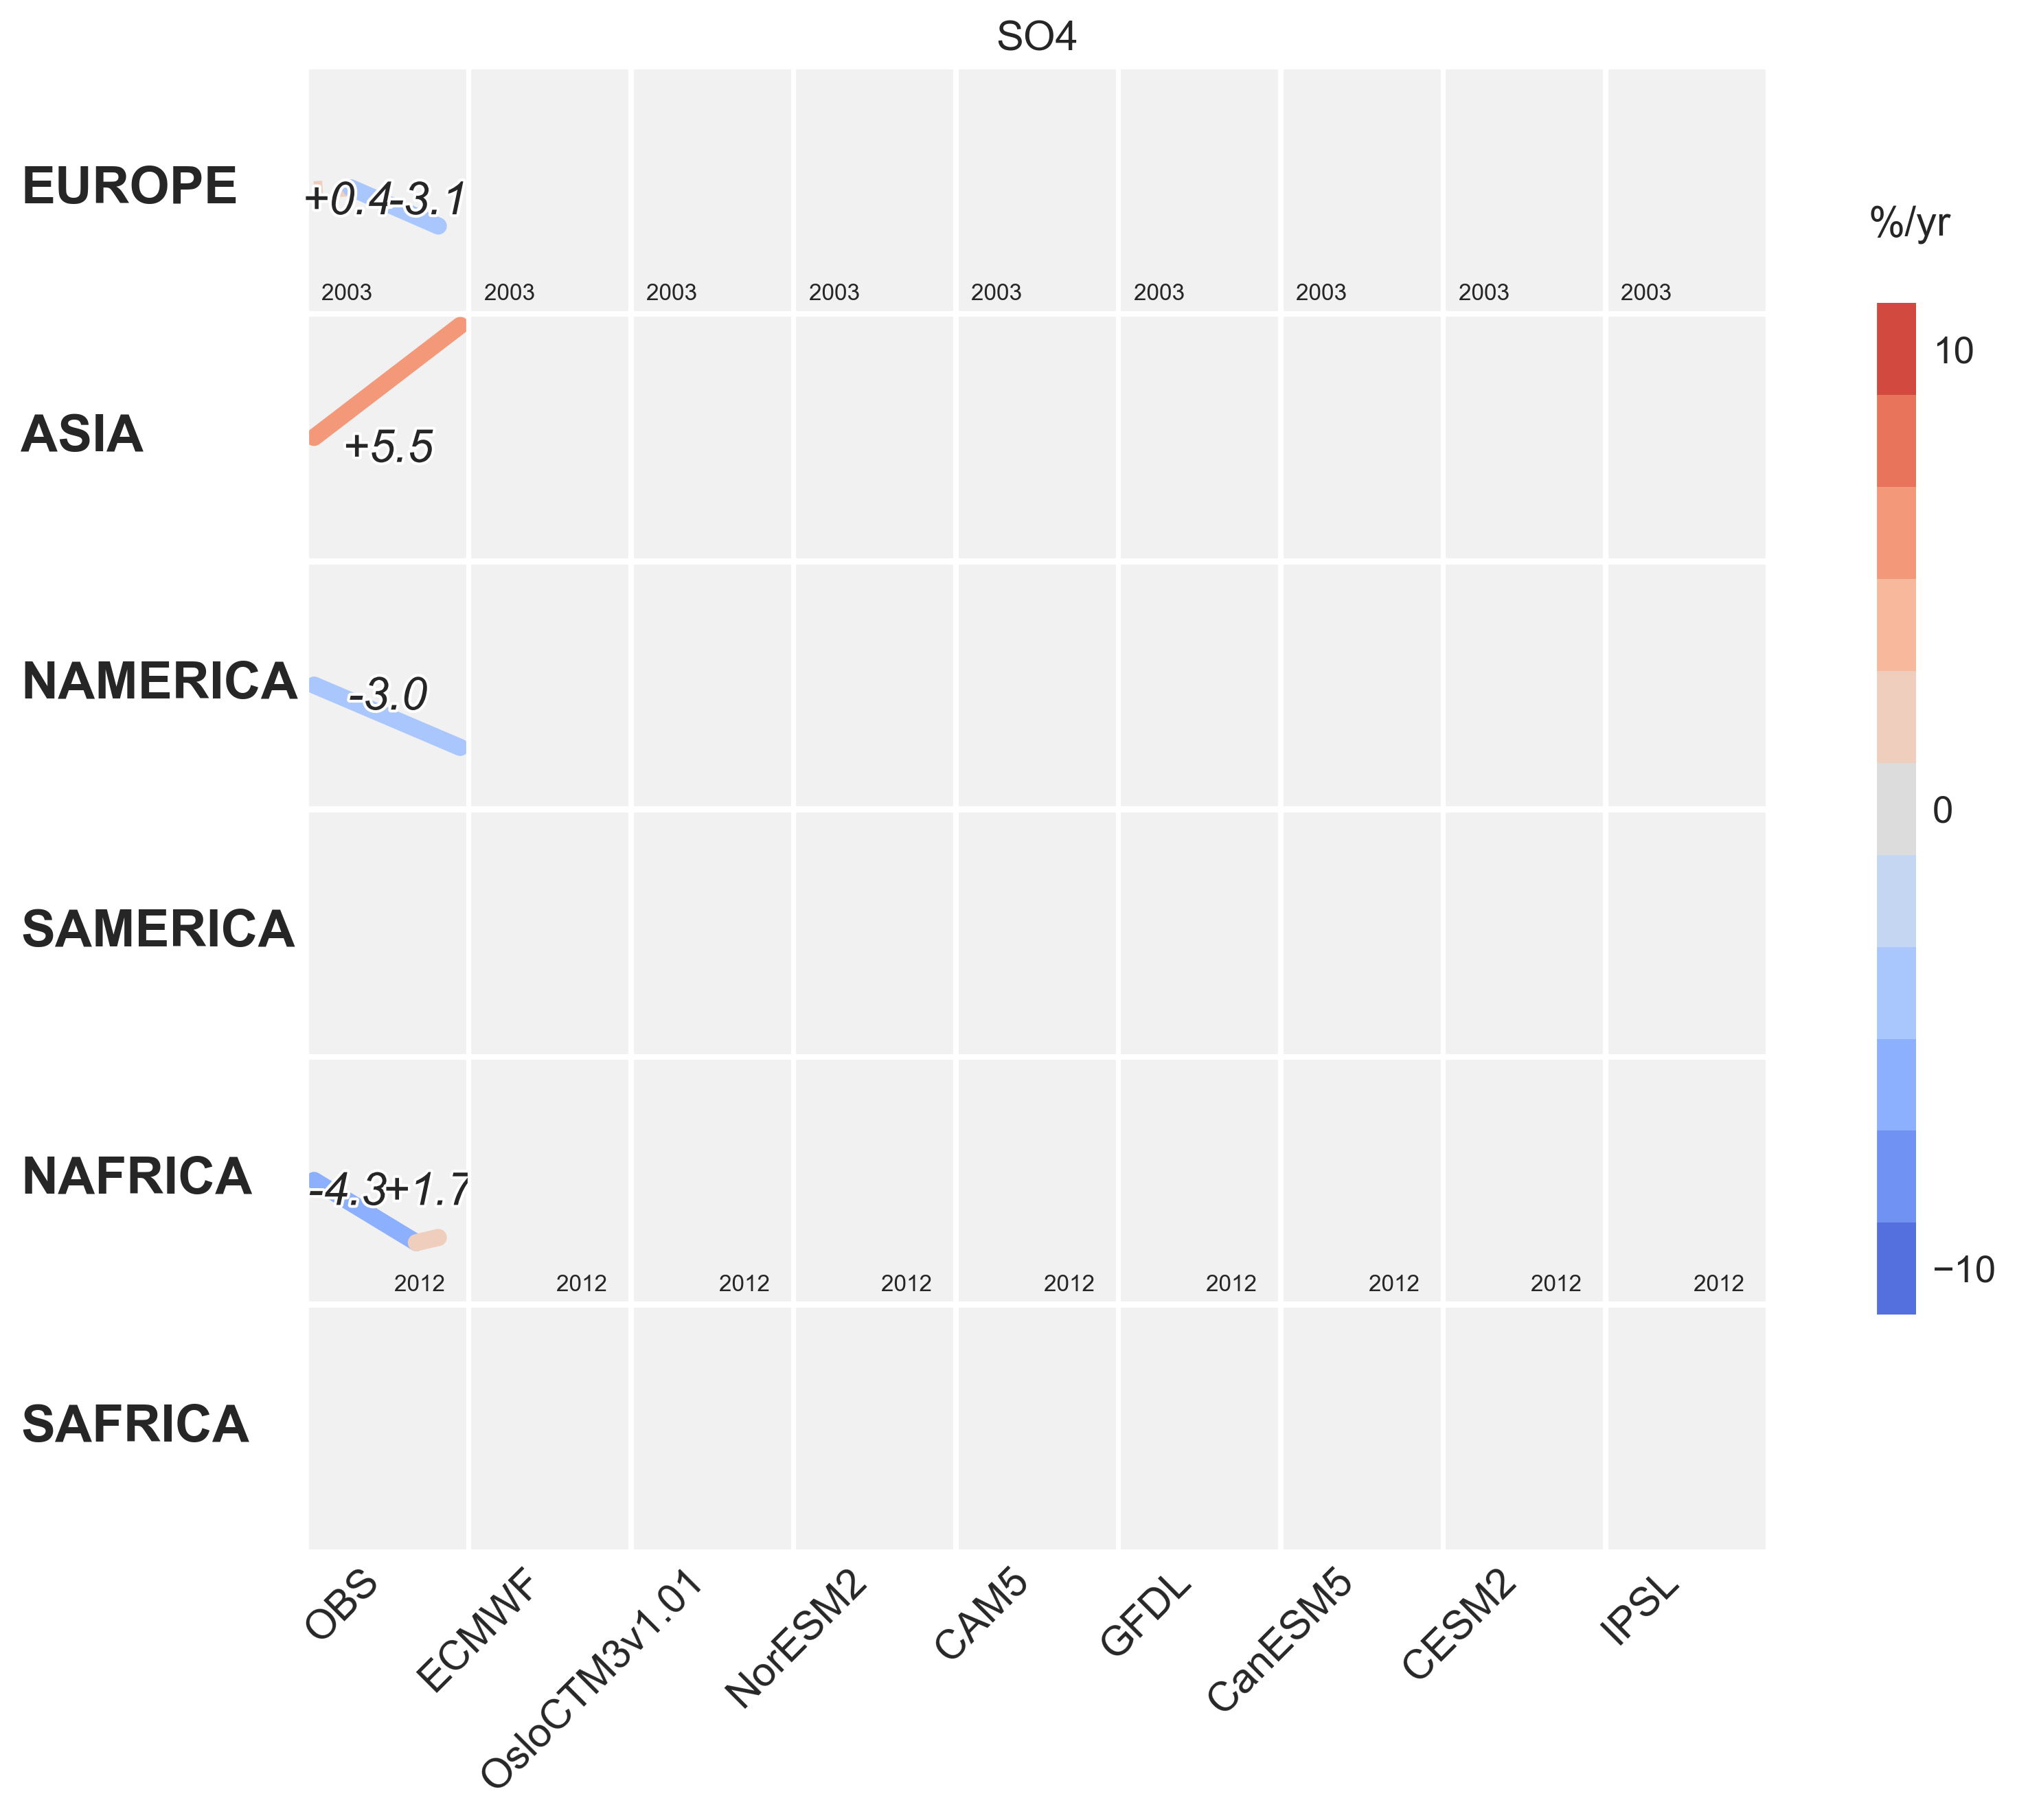 SO4
EUROPE
+0.4 -3.1
2003 2003 2003 2003 2003 2003 2003 2003 2003
ASIA
+5.5
NAMERICA
-3.0
SAMERICA
NAFRICA
-4.3 +1.7
2012 2012 2012 2012 2012 2012 2012 2012 2012
SAFRICA
OBS ECMWF OsloCTM3v1.01 NorESM2 CAM5 GFDL CanESM5 CESM2 IPSL
%/yr
10
0
−10